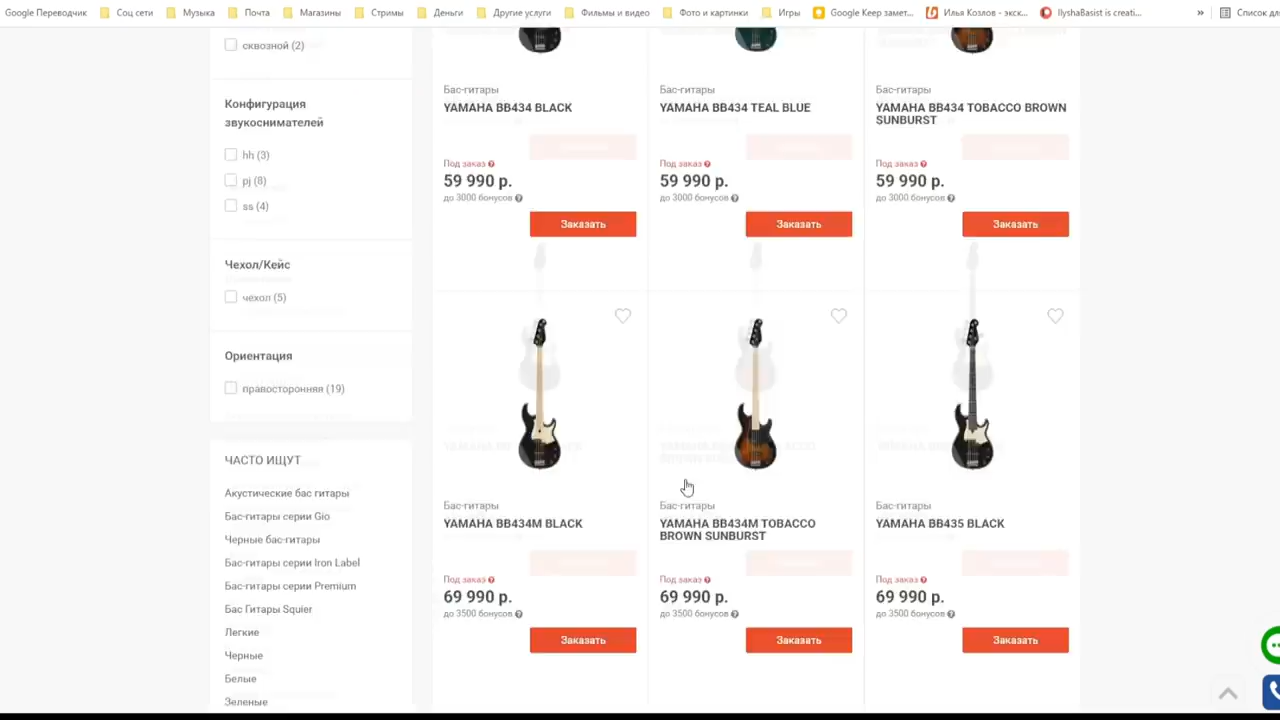 Google Переводчик
Соц сети
Музыка
Почта
Магазины
Стримы
Деньги
Другие услуги
Фильмы и видео
Фото и картинки
Игры
Google Keep замет...
Илья Козлов - экск...
IlyshaBasist is creati...
»
Список дл
сквозной (2)
Конфигурация
звукоснимателей
hh (3)
pj (8)
ss (4)
Чехол/Кейс
чехол (5)
Ориентация
правосторонняя (19)
ЧАСТО ИЩУТ
Акустические бас гитары
Бас-гитары серии Gio
Черные бас-гитары
Бас-гитары серии Iron Label
Бас-гитары серии Premium
Бас Гитары Squier
Легкие
Черные
Белые
Зеленые
Бас-гитары
YAMAHA BB434 BLACK
Под заказ
59 990 р.
до 3000 бонусов
Заказать
Бас-гитары
YAMAHA BB434 TEAL BLUE
Под заказ
59 990 р.
до 3000 бонусов
Заказать
Бас-гитары
YAMAHA BB434 TOBACCO BROWN
SUNBURST
Под заказ
59 990 р.
до 3000 бонусов
Заказать
Бас-гитары
YAMAHA BB434M BLACK
Под заказ
69 990 р.
до 3500 бонусов
Заказать
Бас-гитары
YAMAHA BB434M TOBACCO
BROWN SUNBURST
Под заказ
69 990 р.
до 3500 бонусов
Заказать
Бас-гитары
YAMAHA BB435 BLACK
Под заказ
69 990 р.
до 3500 бонусов
Заказать